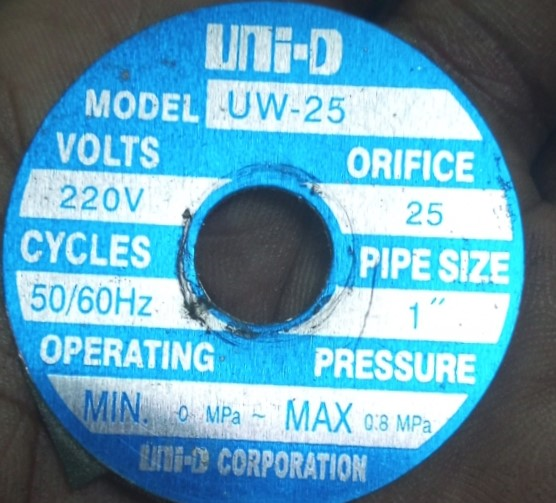 UNi-D
MODEL UW-25
VOLTS ORIFICE
220V 25
CYCLES PIPE SIZE
50/60Hz 1"
OPERATING PRESSURE
MIN. 0 MPa ~ MAX 0.8 MPa
UNi-D CORPORATION